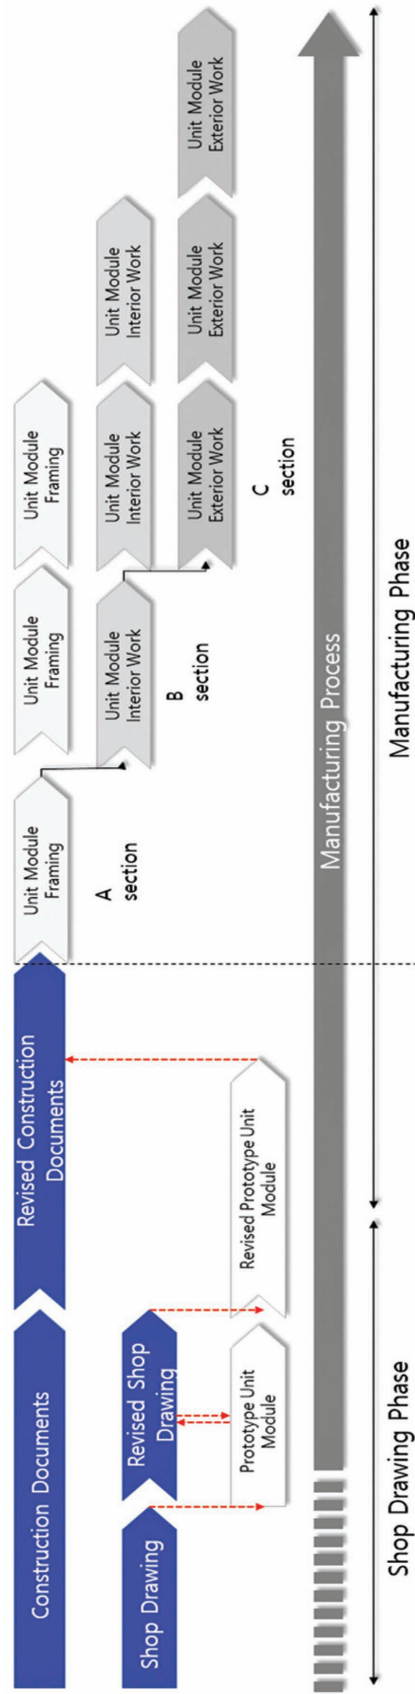 Construction Documents
Revised Construction
Documents
Unit Module
Framing
Unit Module
Framing
Unit Module
Framing
Shop Drawing
Revised Shop
Drawing
A
section
Unit Module
Interior Work
Unit Module
Interior Work
Unit Module
Interior Work
Prototype Unit
Module
Revised Prototype Unit
Module
B
section
Unit Module
Exterior Work
Unit Module
Exterior Work
Unit Module
Exterior Work
C
section
Manufacturing Process
Shop Drawing Phase
Manufacturing Phase